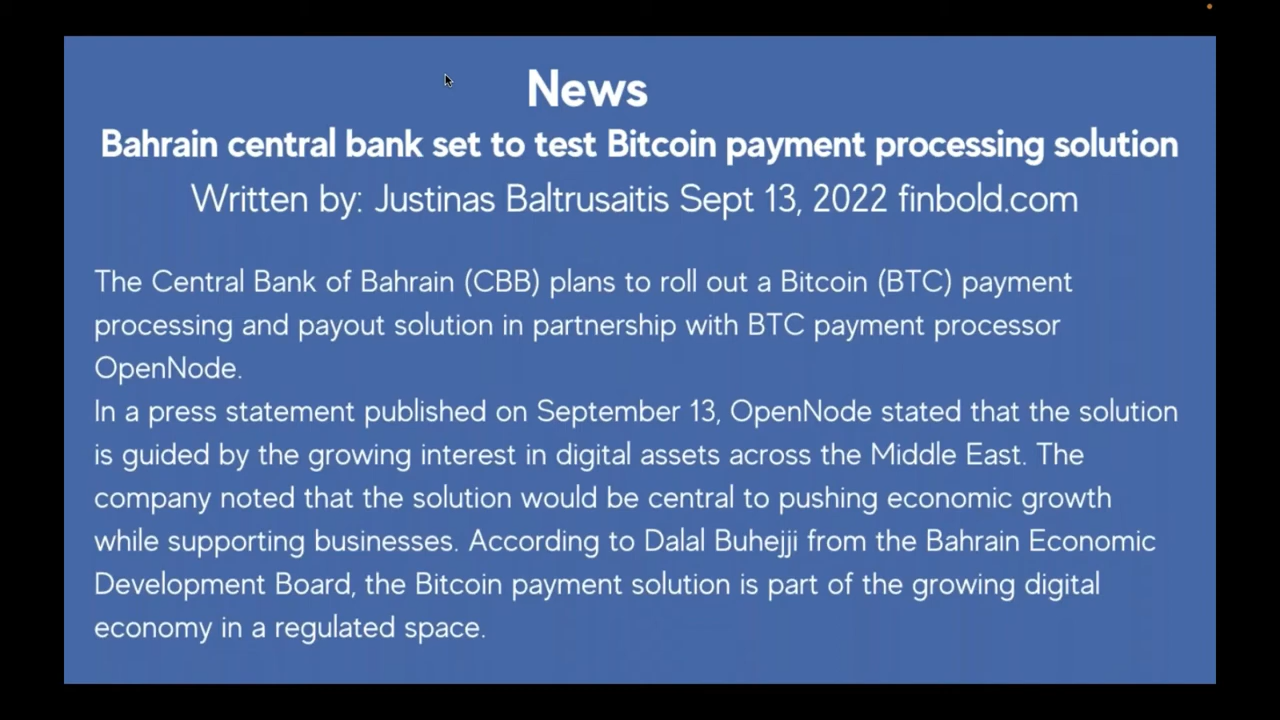 News
Bahrain central bank set to test Bitcoin payment processing solution
Written by: Justinas Baltrusaitis Sept 13, 2022 finbold.com
The Central Bank of Bahrain (CBB) plans to roll out a Bitcoin (BTC) payment
processing and payout solution in partnership with BTC payment processor
OpenNode.
In a press statement published on September 13, OpenNode stated that the solution
is guided by the growing interest in digital assets across the Middle East. The
company noted that the solution would be central to pushing economic growth
while supporting businesses. According to Dalal Buhejji from the Bahrain Economic
Development Board, the Bitcoin payment solution is part of the growing digital
economy in a regulated space.